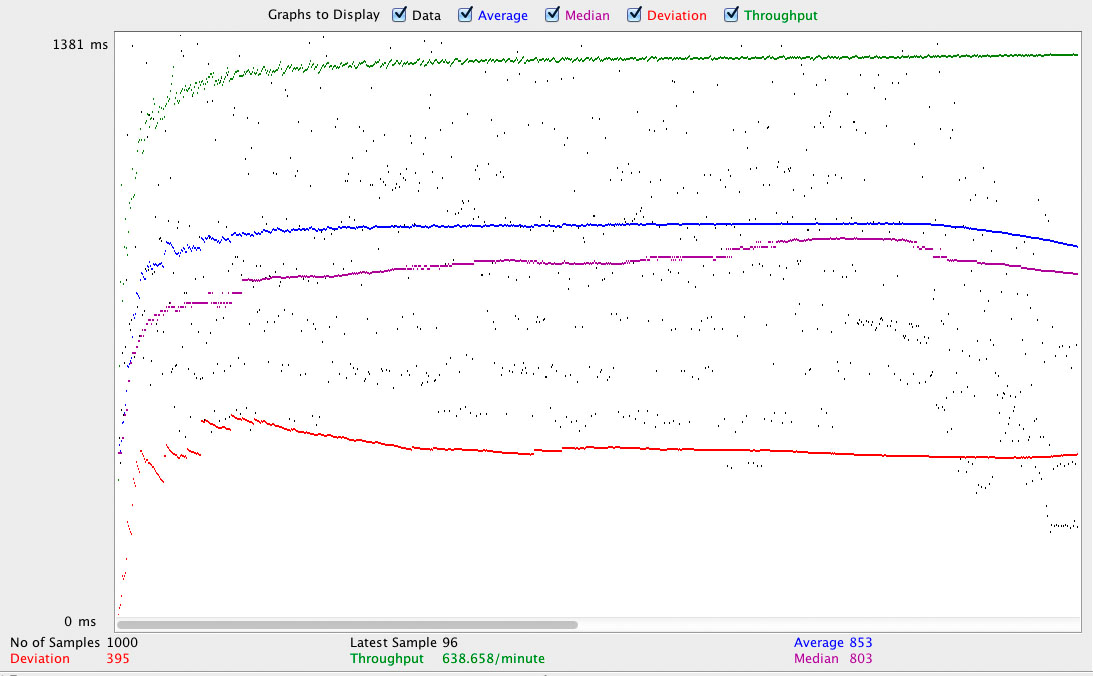 Graphs to Display Data Average Median Deviation Throughput
1381 ms
0 ms
No of Samples 1000 Latest Sample 96 Average 853
Deviation 395 Throughput 638.658/minute Median 803